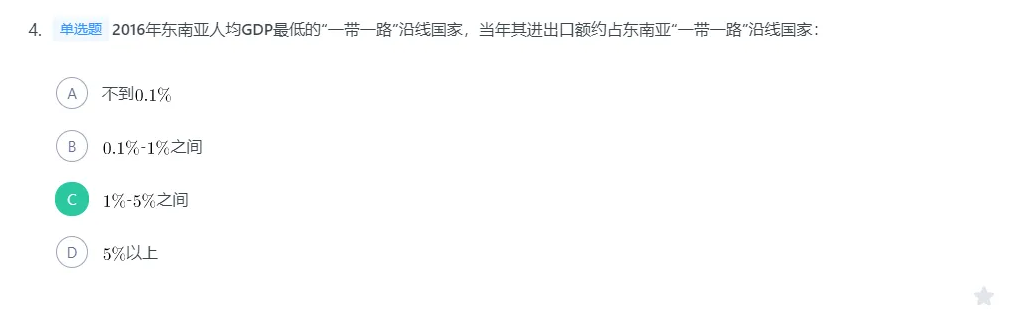 4. 单选题 2016年东南亚人均GDP最低的“一带一路”沿线国家，当年其进出口额约占东南亚“一带一路”沿线国家：
A 不到0.1%
B 0.1%-1%之间
C 1%-5%之间
D 5%以上